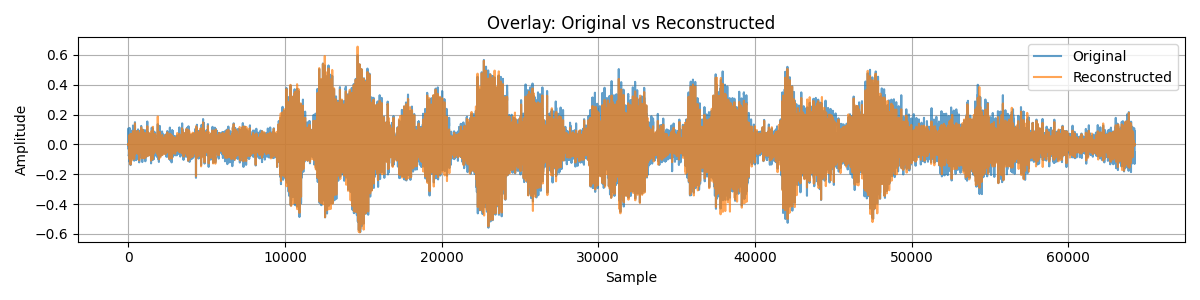 Overlay: Original vs Reconstructed
Original
Reconstructed
Amplitude
0.6
0.4
0.2
0.0
−0.2
−0.4
−0.6
0 10000 20000 30000 40000 50000 60000
Sample